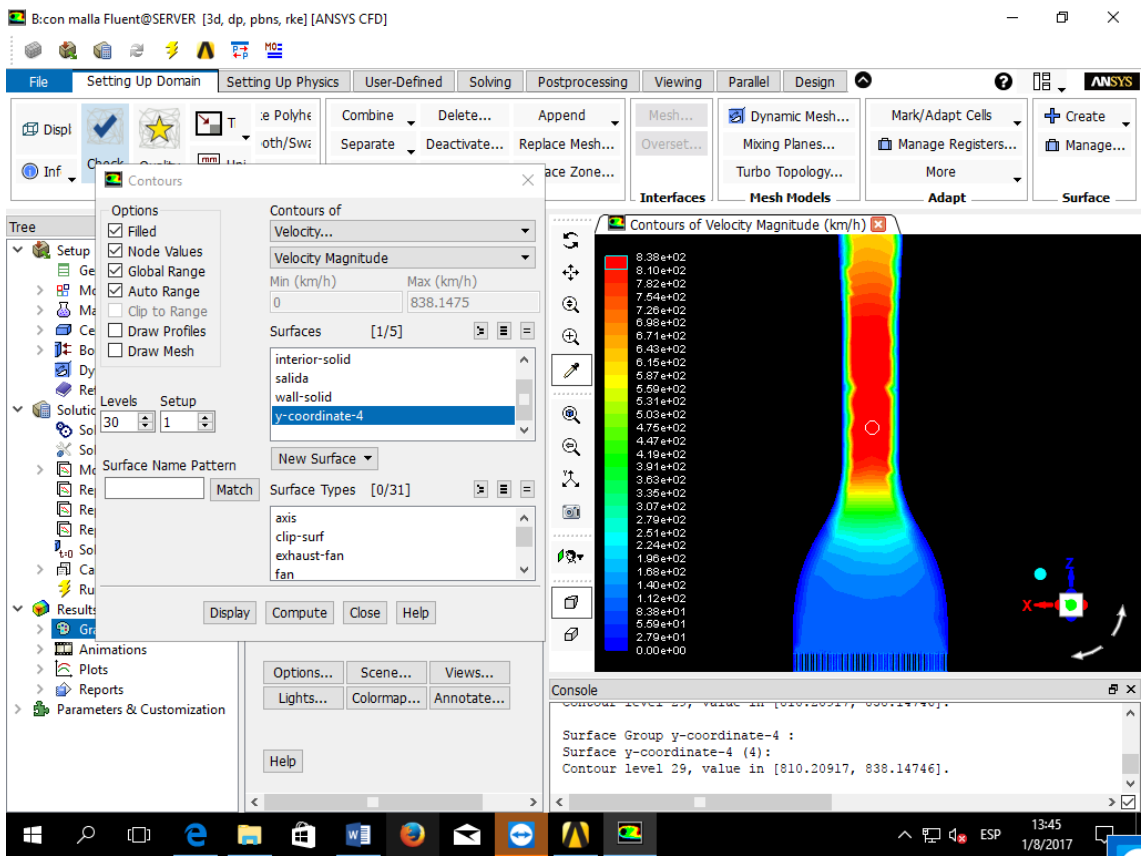 B:con malla Fluent@SERVER [3d, dp, pbns, rke] [ANSYS CFD]
File
Setting Up Domain
Setting Up Physics
User-Defined
Solving
Postprocessing
Viewing
Parallel
Design
ANSYS
Displ
Inf
Check
Quality
T
Uni
Combine
Delete...
Separate
Deactivate...
Append
Replace Mesh...
Mesh...
Overset...
Interfaces
Dynamic Mesh...
Mixing Planes...
Turbo Topology...
Mesh Models
Mark/Adapt Cells
Manage Registers...
More
Adapt
Create
Manage...
Surface
Tree
Setup
Results
Animations
Plots
Reports
Parameters & Customization
Contours
Options
Filled
Node Values
Global Range
Auto Range
Clip to Range
Draw Profiles
Draw Mesh
Levels
Setup
30
1
Surface Name Pattern
Match
Contours of
Velocity...
Velocity Magnitude
Min (km/h)
Max (km/h)
0
838.1475
Surfaces [1/5]
interior-solid
salida
wall-solid
y-coordinate-4
New Surface
Surface Types [0/31]
axis
clip-surf
exhaust-fan
fan
Display
Compute
Close
Help
Options...
Scene...
Views...
Lights...
Colormap...
Annotate...
Help
Contours of Velocity Magnitude (km/h)
8.38e+02
8.10e+02
7.82e+02
7.54e+02
7.26e+02
6.98e+02
6.71e+02
6.43e+02
6.15e+02
5.87e+02
5.59e+02
5.31e+02
5.03e+02
4.75e+02
4.47e+02
4.19e+02
3.91e+02
3.63e+02
3.35e+02
3.07e+02
2.79e+02
2.51e+02
2.24e+02
1.96e+02
1.68e+02
1.40e+02
1.12e+02
8.38e+01
5.59e+01
2.79e+01
0.00e+00
Z
X
Console
Surface Group y-coordinate-4 :
Surface y-coordinate-4 (4):
Contour level 29, value in [810.20917, 838.14746].
ESP
13:45
1/8/2017